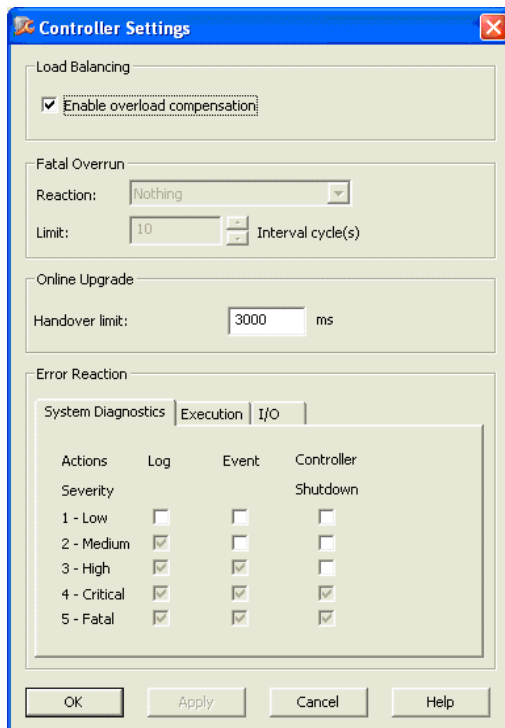 Controller Settings
Load Balancing
Enable overload compensation
Fatal Overrun
Reaction: Nothing
Limit: 10 Interval cycle(s)
Online Upgrade
Handover limit: 3000 ms
Error Reaction
System Diagnostics Execution I/O
Actions Log Event Controller
Severity Shutdown
1 - Low
2 - Medium
3 - High
4 - Critical
5 - Fatal
OK Apply Cancel Help